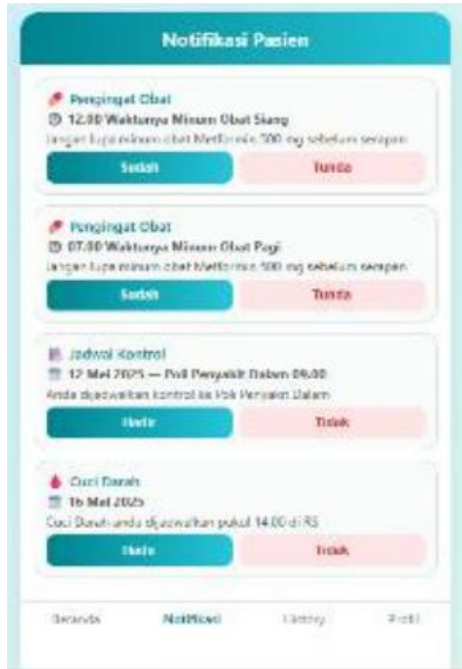 Notifikasi Pasien
Pengingat Obat
12.00 Waktunya Minum Obat Siang
Jangan lupa minum obat Metformin 500 mg sebelum sarapan
Sudah
Tunda
Pengingat Obat
07.00 Waktunya Minum Obat Pagi
Jangan lupa minum obat Metformin 500 mg sebelum sarapan
Sudah
Tunda
Jadwal Kontrol
12 Mei 2025 — Poli Penyakit Dalam 09.00
Anda dijadwalkan kontrol ke Poli Penyakit Dalam
Hadir
Tidak
Cuci Darah
16 Mei 2025
Cuci Darah anda dijadwalkan pukul 14.00 di RS
Hadir
Tidak
Beranda
Notifikasi
History
Profil